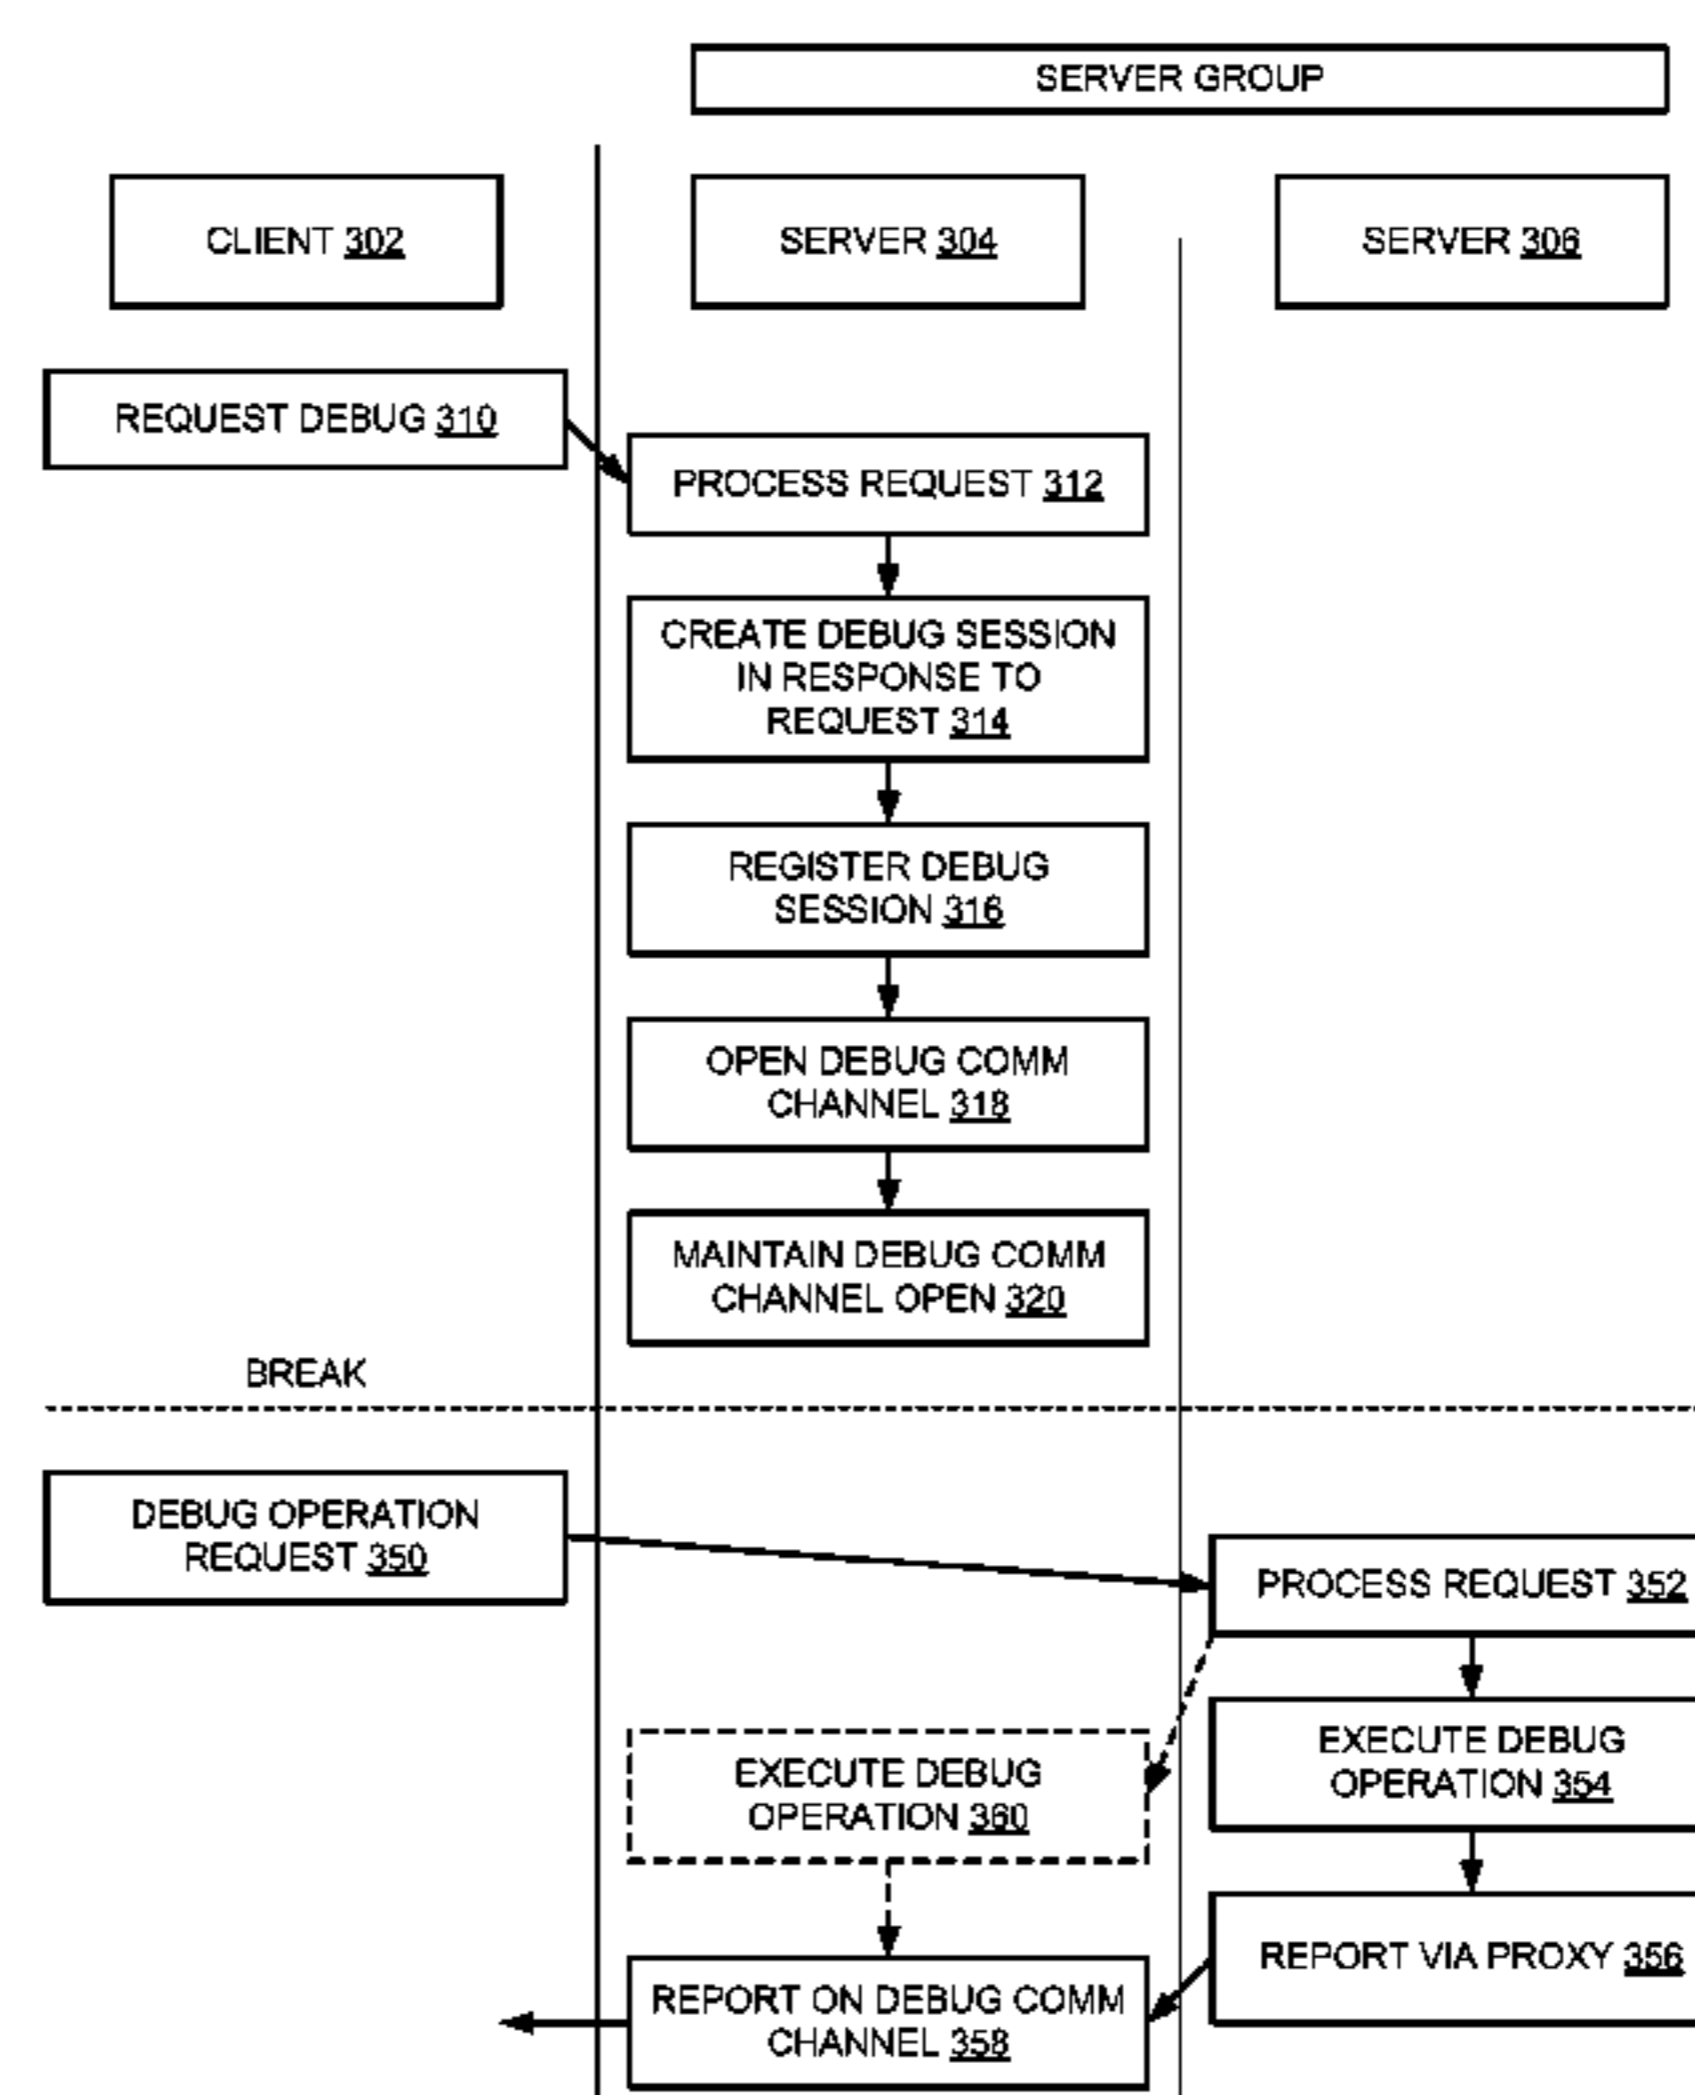 SERVER GROUP
CLIENT 302
SERVER 304
SERVER 306
REQUEST DEBUG 310
PROCESS REQUEST 312
CREATE DEBUG SESSION
IN RESPONSE TO
REQUEST 314
REGISTER DEBUG
SESSION 316
OPEN DEBUG COMM
CHANNEL 318
MAINTAIN DEBUG COMM
CHANNEL OPEN 320
BREAK
DEBUG OPERATION
REQUEST 350
PROCESS REQUEST 352
EXECUTE DEBUG
OPERATION 354
EXECUTE DEBUG
OPERATION 360
REPORT VIA PROXY 356
REPORT ON DEBUG COMM
CHANNEL 358